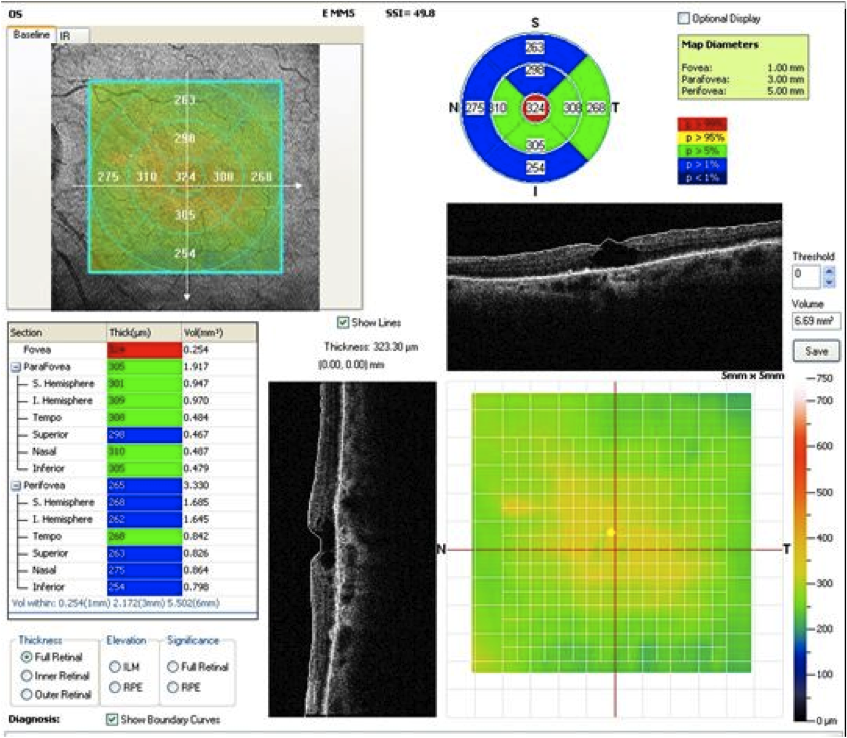 OS E MMS SSI= 49.8
Baseline IR
263
298
275 310 324 308 268
305
254
S
263
298
N 275 310 324 308 268 T
305
254
I
Optional Display
Map Diameters
Fovea: 1.00 mm
Parafovea: 3.00 mm
Perifovea: 5.00 mm
p > 99%
p > 95%
p > 5%
p > 1%
p < 1%
Threshold
0
Volume
6.69 mm³
Save
Show Lines
Thickness: 323.30 µm
(0.00, 0.00) mm
Section Thick(µm) Vol(mm³)
Fovea 324 0.254
ParaFovea 305 1.917
S. Hemisphere 301 0.947
I. Hemisphere 309 0.970
Tempo 308 0.484
Superior 298 0.467
Nasal 310 0.487
Inferior 305 0.479
Perifovea 265 3.330
S. Hemisphere 268 1.685
I. Hemisphere 262 1.645
Tempo 268 0.842
Superior 263 0.826
Nasal 275 0.864
Inferior 254 0.798
Vol within: 0.254(1mm) 2.172(3mm) 5.502(6mm)
5mm x 5mm
N T
750
700
600
500
400
300
200
100
0 µm
Thickness
Full Retinal
Inner Retinal
Outer Retinal
Elevation
ILM
RPE
Significance
Full Retinal
RPE
Diagnosis:
Show Boundary Curves